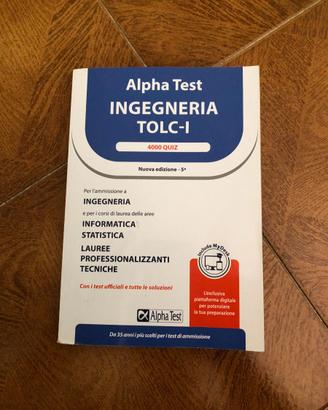 Alpha Test
INGEGNERIA
TOLC-I
4000 QUIZ
Nuova edizione - 5ª
Per l'ammissione a
INGEGNERIA
e per i corsi di laurea delle aree
INFORMATICA
STATISTICA
LAUREE
PROFESSIONALIZZANTI
TECNICHE
Con i test ufficiali e tutte le soluzioni
Include MyDesk
L'esclusiva
piattaforma digitale
per potenziare
la tua preparazione
Alpha Test
Da 35 anni i più scelti per i test di ammissione